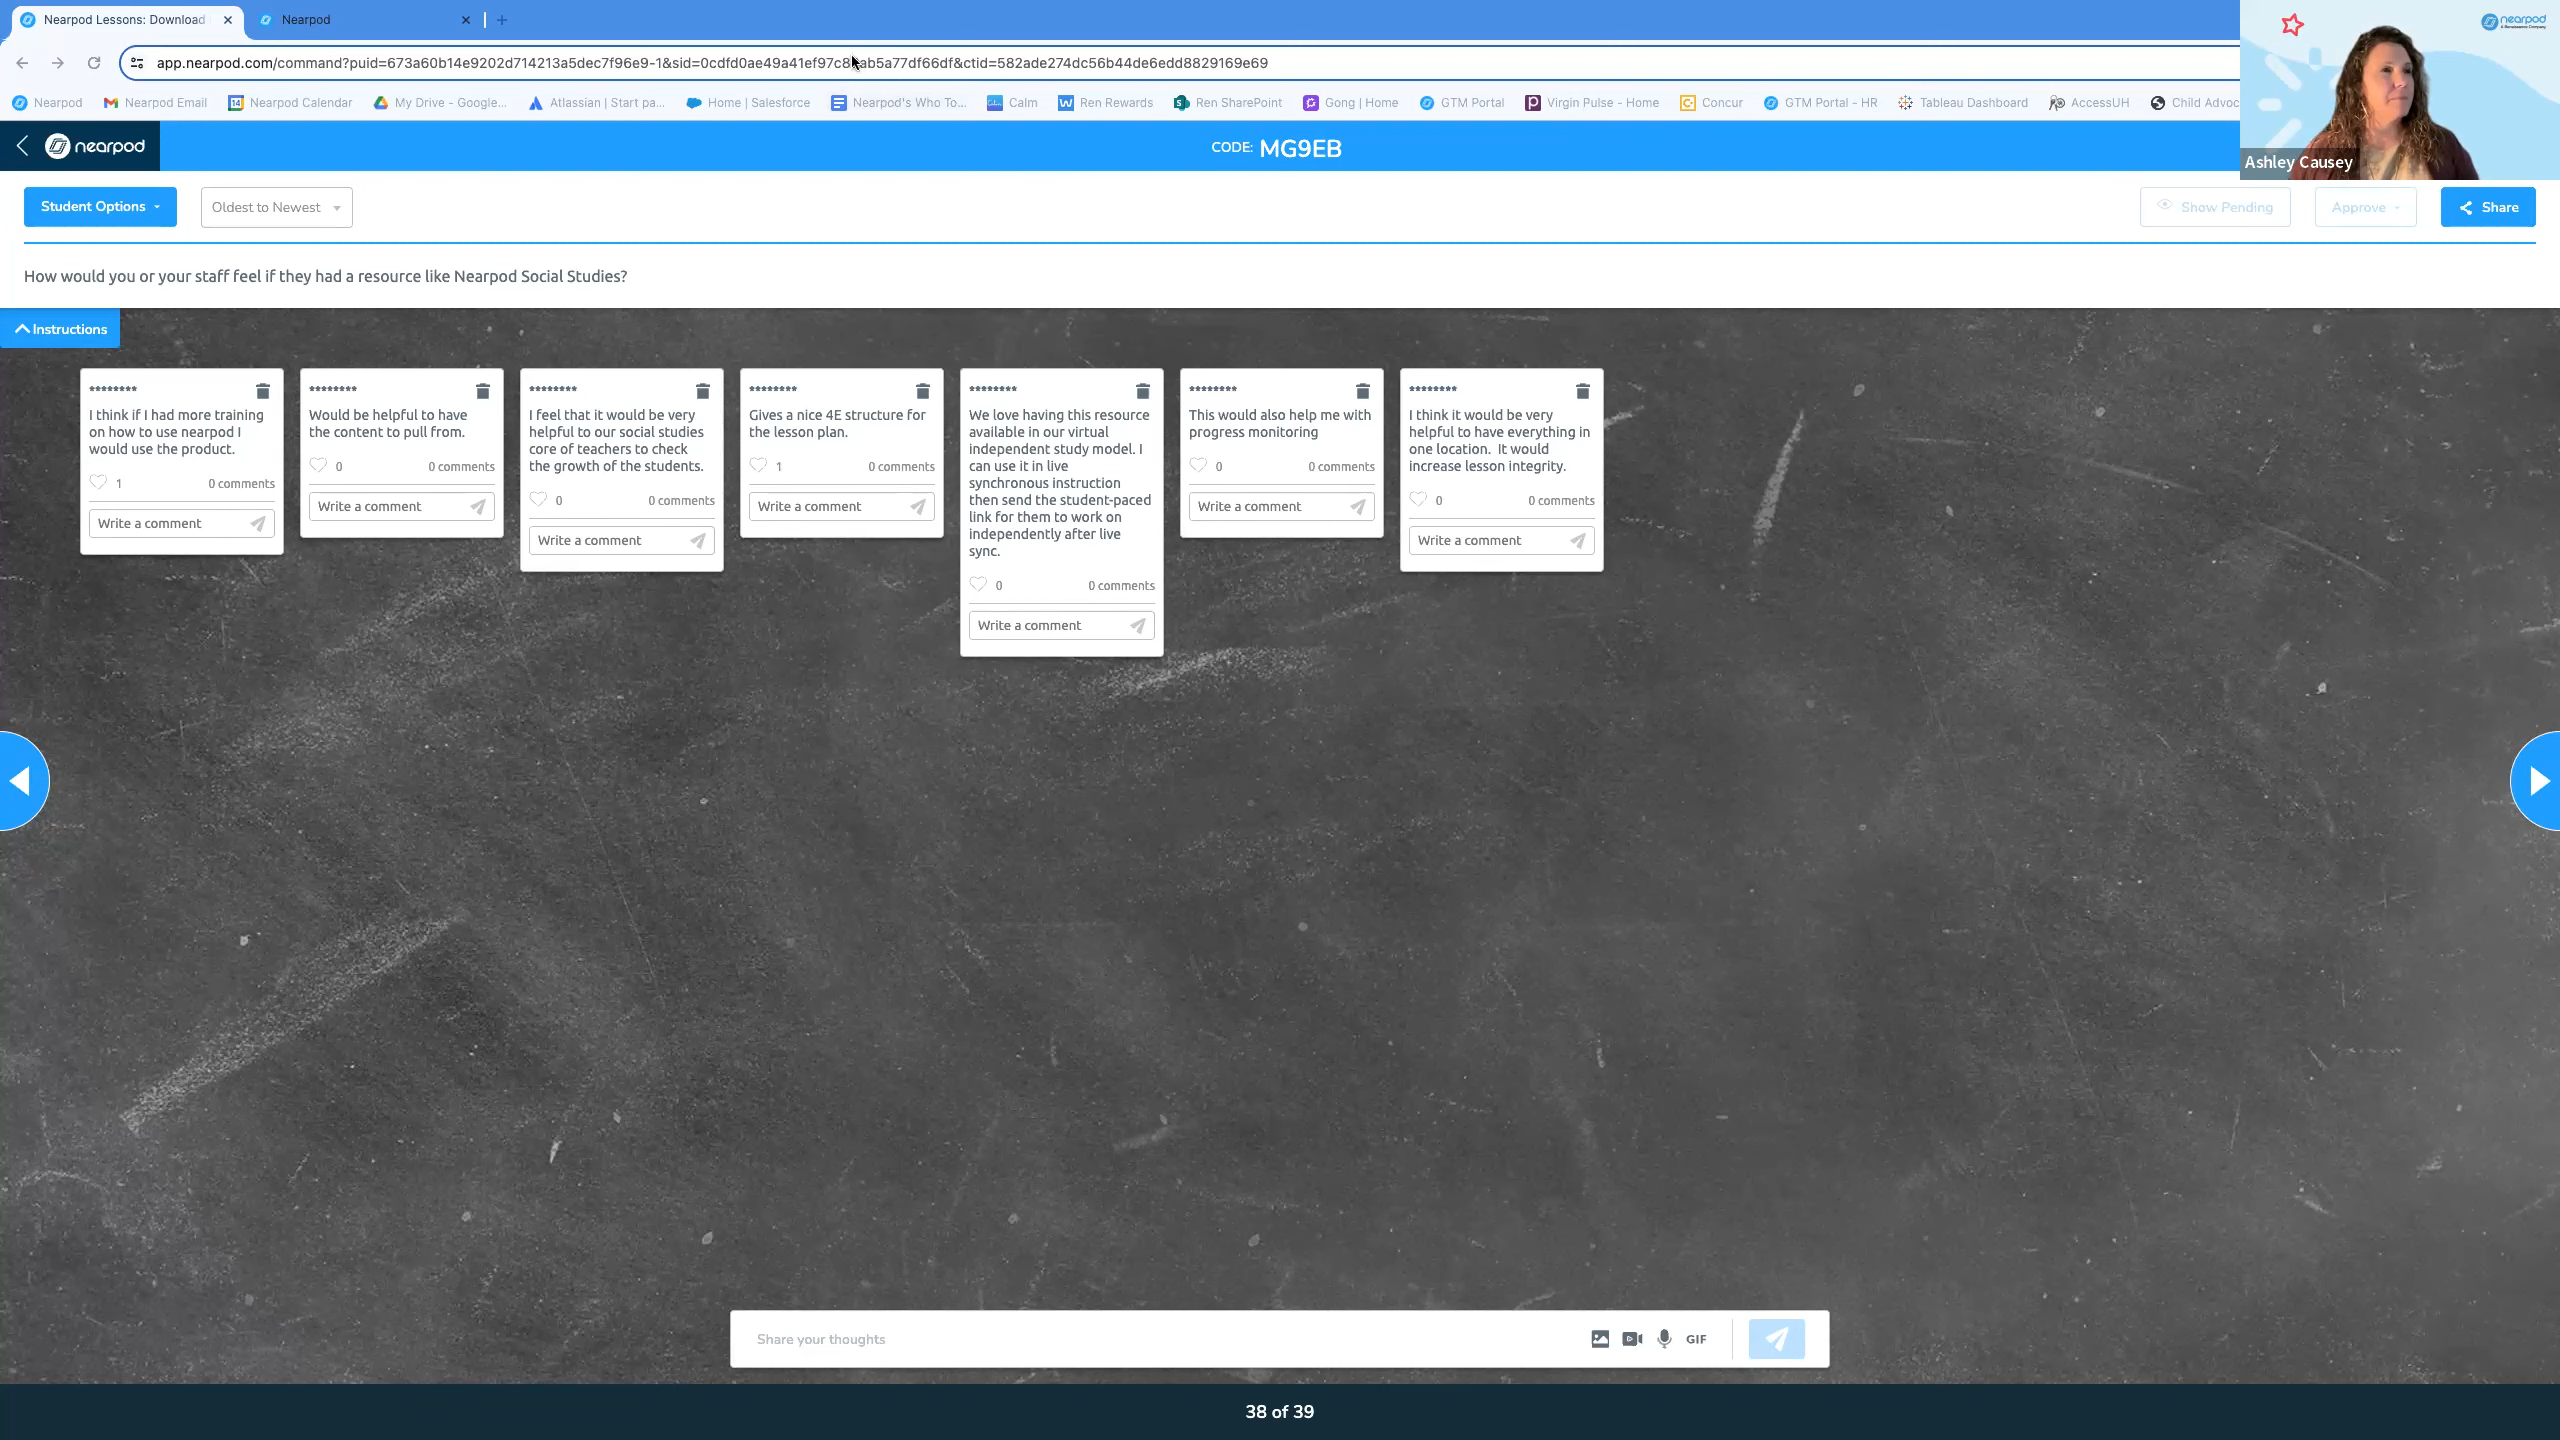 Nearpod Lessons: Download
Nearpod
nearpod
app.nearpod.com/command?puid=673a60b14e9202d714213a5dec7f96e9-1&sid=0cdfd0ae49a41ef97c8 ab5a77df66df&ctid=582ade274dc56b44de6edd8829169e69
Nearpod
Nearpod Email
14 Nearpod Calendar
My Drive - Google...
Atlassian | Start pa...
Home | Salesforce
Nearpod's Who To...
Calm
Ren Rewards
Ren SharePoint
Gong | Home
GTM Portal
Virgin Pulse - Home
Concur
GTM Portal - HR
Tableau Dashboard
AccessUH
Child Advoc
nearpod
CODE: MG9EB
Ashley Causey
Student Options
Oldest to Newest
Show Pending
Approve
Share
How would you or your staff feel if they had a resource like Nearpod Social Studies?
Instructions
********
I think if I had more training
on how to use nearpod I
would use the product.
1 0 comments
Write a comment
********
Would be helpful to have
the content to pull from.
0 0 comments
Write a comment
********
I feel that it would be very
helpful to our social studies
core of teachers to check
the growth of the students.
0 0 comments
Write a comment
********
Gives a nice 4E structure for
the lesson plan.
1 0 comments
Write a comment
********
We love having this resource
available in our virtual
independent study model. I
can use it in live
synchronous instruction
then send the student-paced
link for them to work on
independently after live
sync.
0 0 comments
Write a comment
********
This would also help me with
progress monitoring
0 0 comments
Write a comment
********
I think it would be very
helpful to have everything in
one location.  It would
increase lesson integrity.
0 0 comments
Write a comment
Share your thoughts
GIF
38 of 39